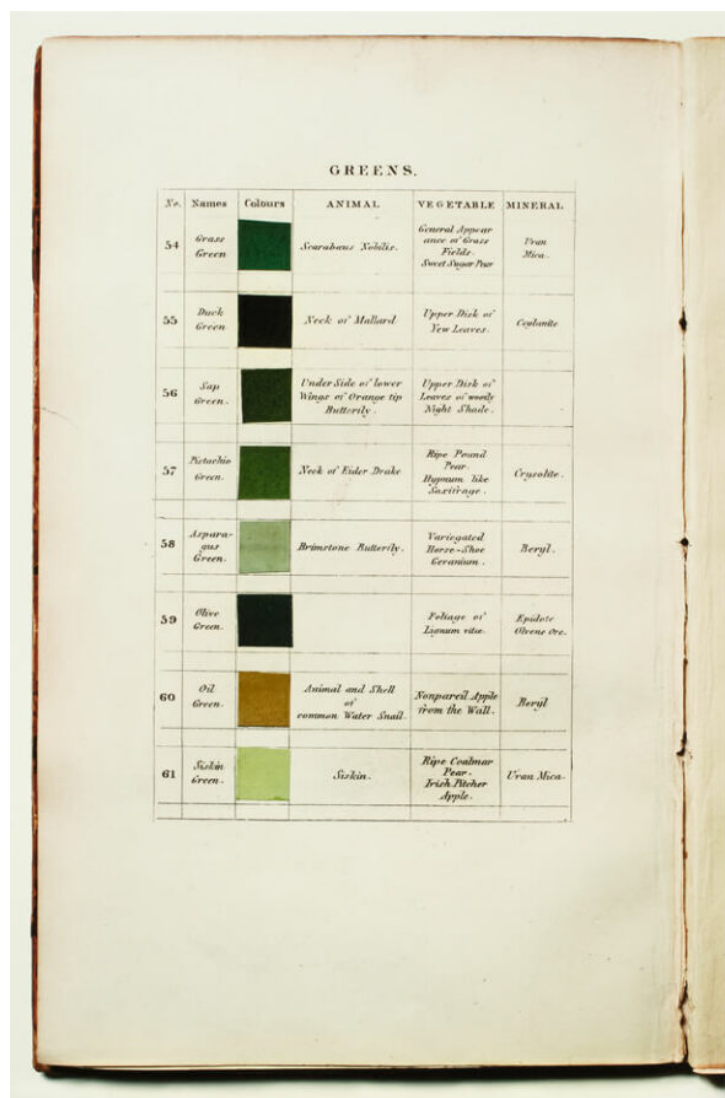 GREENS.
No. Names Colours ANIMAL VEGETABLE MINERAL
54
Grass
Green
Scarabæus Nobilis.
General Appear
ance of Grass
Fields.
Sweet Sugar Pear
Uran
Mica.
55
Duck
Green
Neck of Mallard
Upper Disk of
Yew Leaves.
Ceylanite
56
Sap
Green.
Under Side of lower
Wings of Orange tip
Butterfly.
Upper Disk of
Leaves of woody
Night Shade.
57
Pistachio
Green.
Neck of Eider Drake
Ripe Pound
Pear.
Hypnum like
Saxifrage.
Crysolite.
58
Aspara-
gus
Green.
Brimstone Butterfly.
Variegated
Horse-Shoe
Geranium.
Beryl.
59
Olive
Green.
Foliage of
Lignum vitæ.
Epidote
Olvene Ore.
60
Oil
Green.
Animal and Shell
of
common Water Snail.
Nonpareil Apple
from the Wall.
Beryl
61
Siskin
Green.
Siskin.
Ripe Coalmar
Pear.
Irish Pitcher
Apple.
Uran Mica.